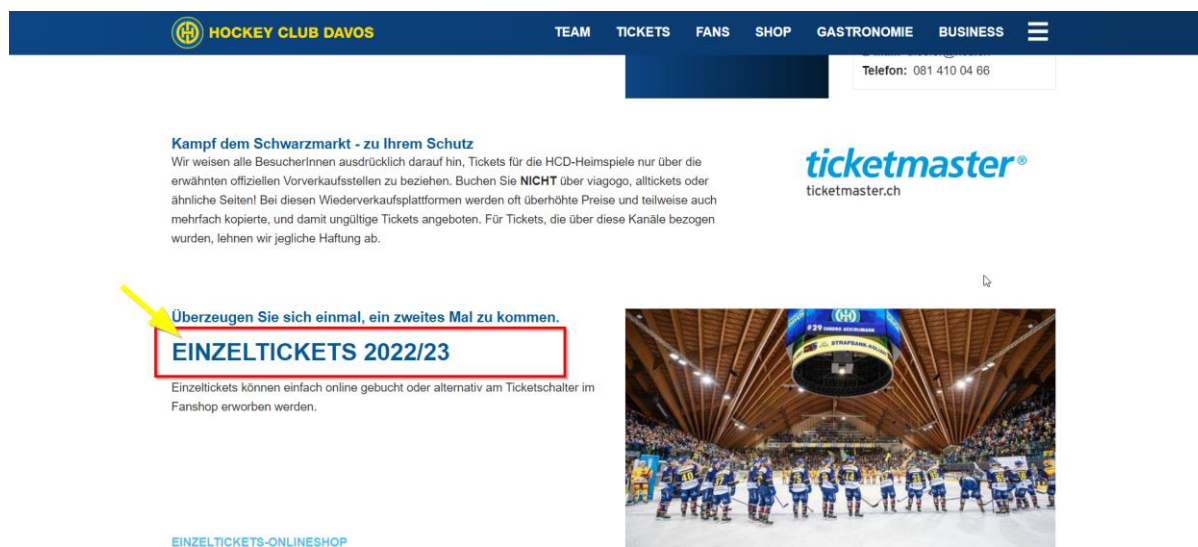 HOCKEY CLUB DAVOS
TEAM TICKETS FANS SHOP GASTRONOMIE BUSINESS
Telefon: 081 410 04 66
Kampf dem Schwarzmarkt - zu Ihrem Schutz
Wir weisen alle BesucherInnen ausdrücklich darauf hin, Tickets für die HCD-Heimspiele nur über die
erwähnten offiziellen Vorverkaufsstellen zu beziehen. Buchen Sie NICHT über viagogo, alltickets oder
ähnliche Seiten! Bei diesen Wiederverkaufsplattformen werden oft überhöhte Preise und teilweise auch
mehrfach kopierte, und damit ungültige Tickets angeboten. Für Tickets, die über diese Kanäle bezogen
wurden, lehnen wir jegliche Haftung ab.
ticketmaster®
ticketmaster.ch
Überzeugen Sie sich einmal, ein zweites Mal zu kommen.
EINZELTICKETS 2022/23
Einzeltickets können einfach online gebucht oder alternativ am Ticketschalter im
Fanshop erworben werden.
#29 SANDRO AESCHLIMANN
EINZELTICKETS-ONLINESHOP